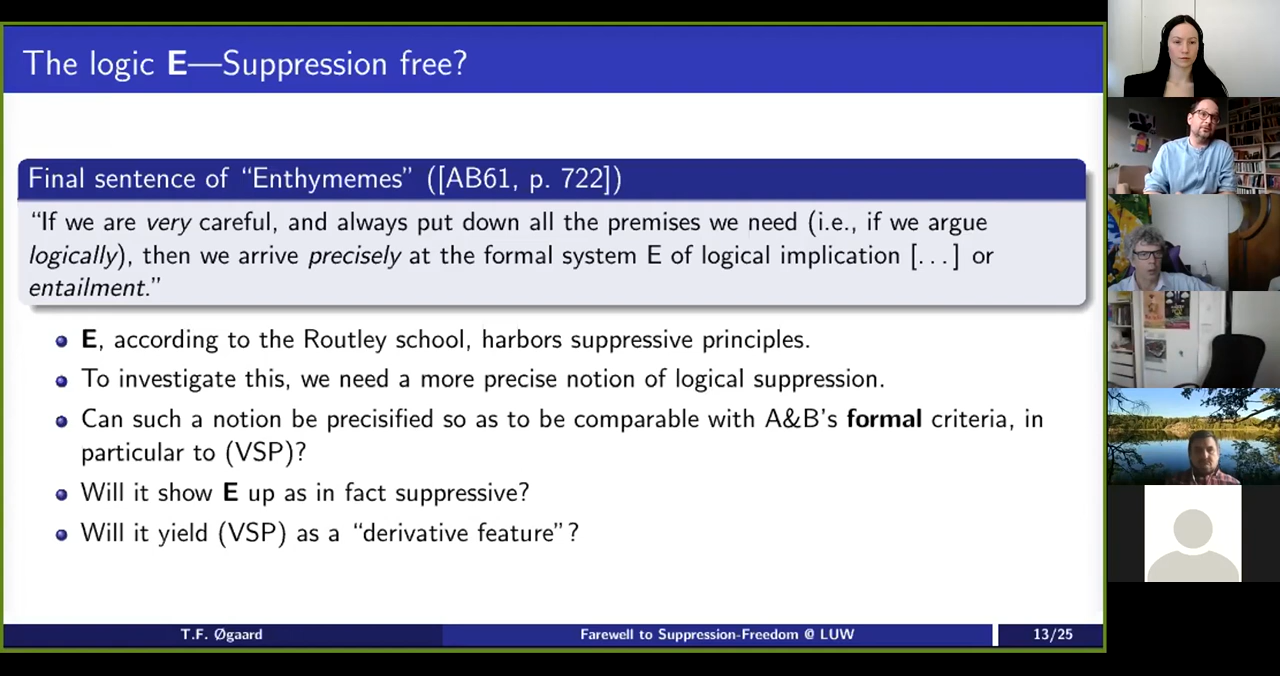 The logic E—Suppression free?
Final sentence of “Enthymemes” ([AB61, p. 722])
“If we are very careful, and always put down all the premises we need (i.e., if we argue
logically), then we arrive precisely at the formal system E of logical implication [...] or
entailment.”
E, according to the Routley school, harbors suppressive principles.
To investigate this, we need a more precise notion of logical suppression.
Can such a notion be precisified so as to be comparable with A&B’s formal criteria, in
particular to (VSP)?
Will it show E up as in fact suppressive?
Will it yield (VSP) as a “derivative feature”?
T.F. Øgaard
Farewell to Suppression-Freedom @ LUW
13/25